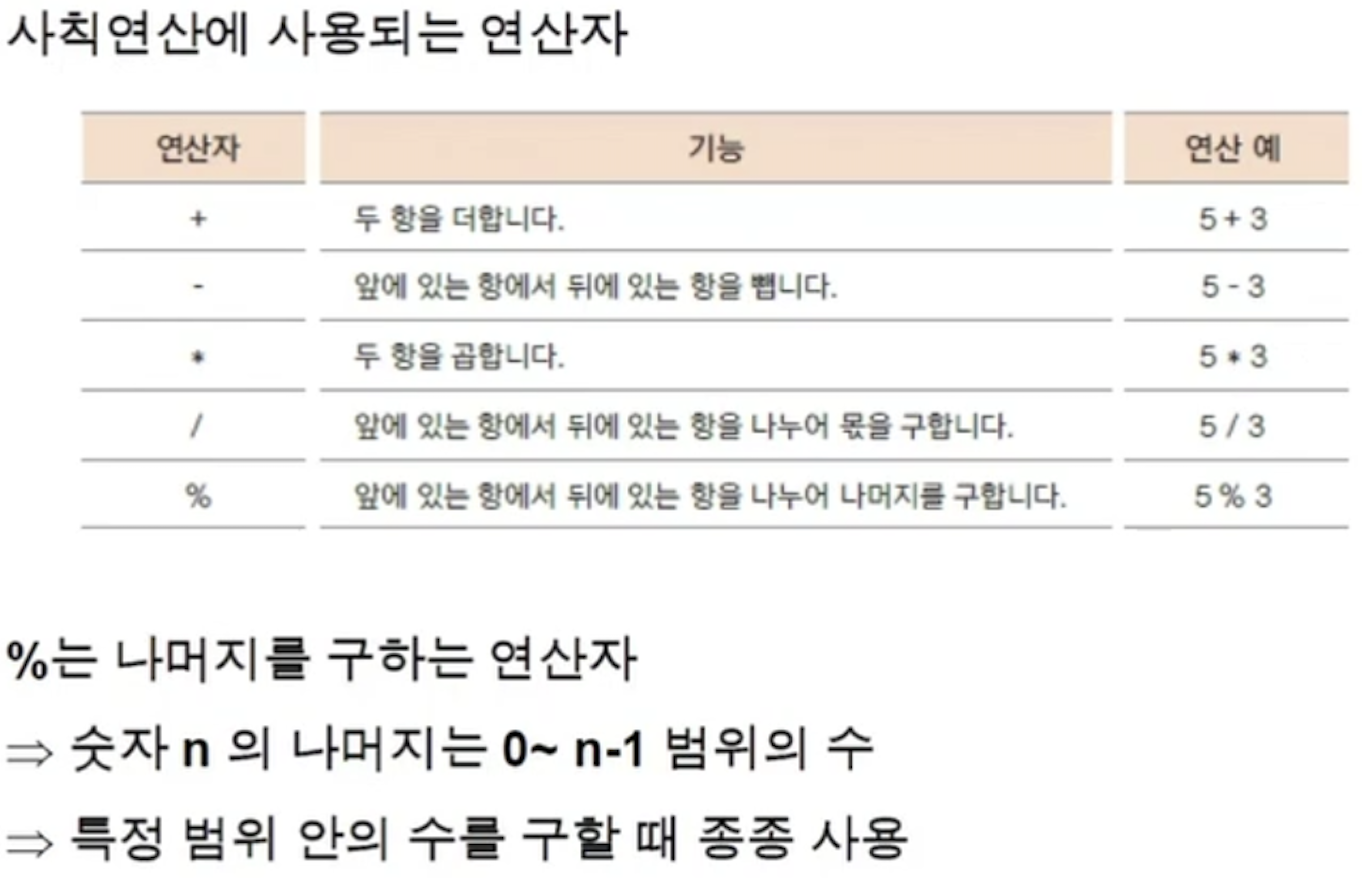 사칙연산에 사용되는 연산자
연산자 기능 연산 예
+ 두 항을 더합니다. 5 + 3
- 앞에 있는 항에서 뒤에 있는 항을 뺍니다. 5 - 3
* 두 항을 곱합니다. 5 * 3
/ 앞에 있는 항에서 뒤에 있는 항을 나누어 몫을 구합니다. 5 / 3
% 앞에 있는 항에서 뒤에 있는 항을 나누어 나머지를 구합니다. 5 % 3
%는 나머지를 구하는 연산자
⇒ 숫자 n 의 나머지는 0~ n-1 범위의 수
⇒ 특정 범위 안의 수를 구할 때 종종 사용